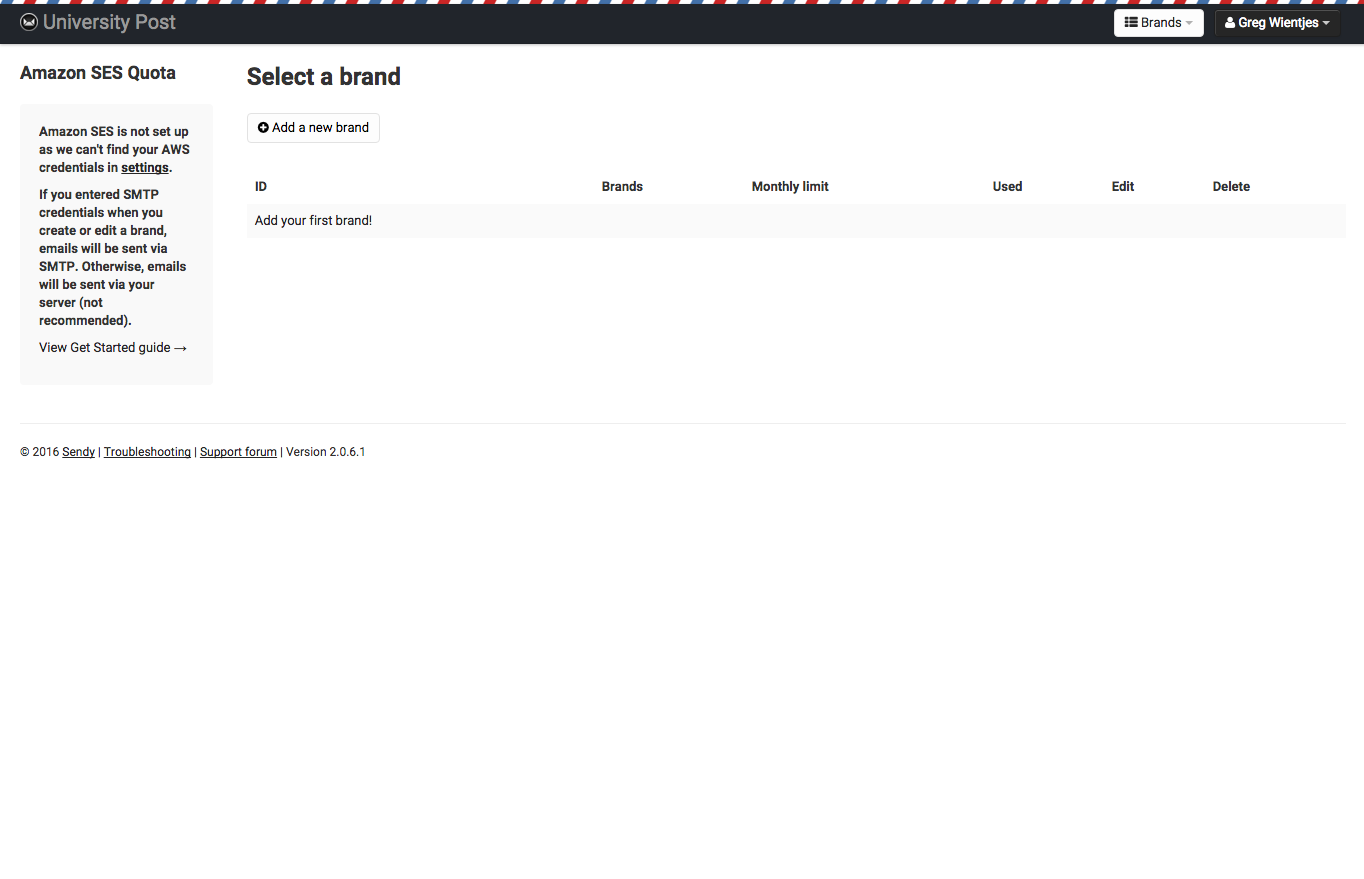 University Post
Brands
Greg Wientjes
Amazon SES Quota
Amazon SES is not set up
as we can't find your AWS
credentials in settings.
If you entered SMTP
credentials when you
create or edit a brand,
emails will be sent via
SMTP. Otherwise, emails
will be sent via your
server (not
recommended).
View Get Started guide →
Select a brand
Add a new brand
ID Brands Monthly limit Used Edit Delete
Add your first brand!
© 2016 Sendy | Troubleshooting | Support forum | Version 2.0.6.1